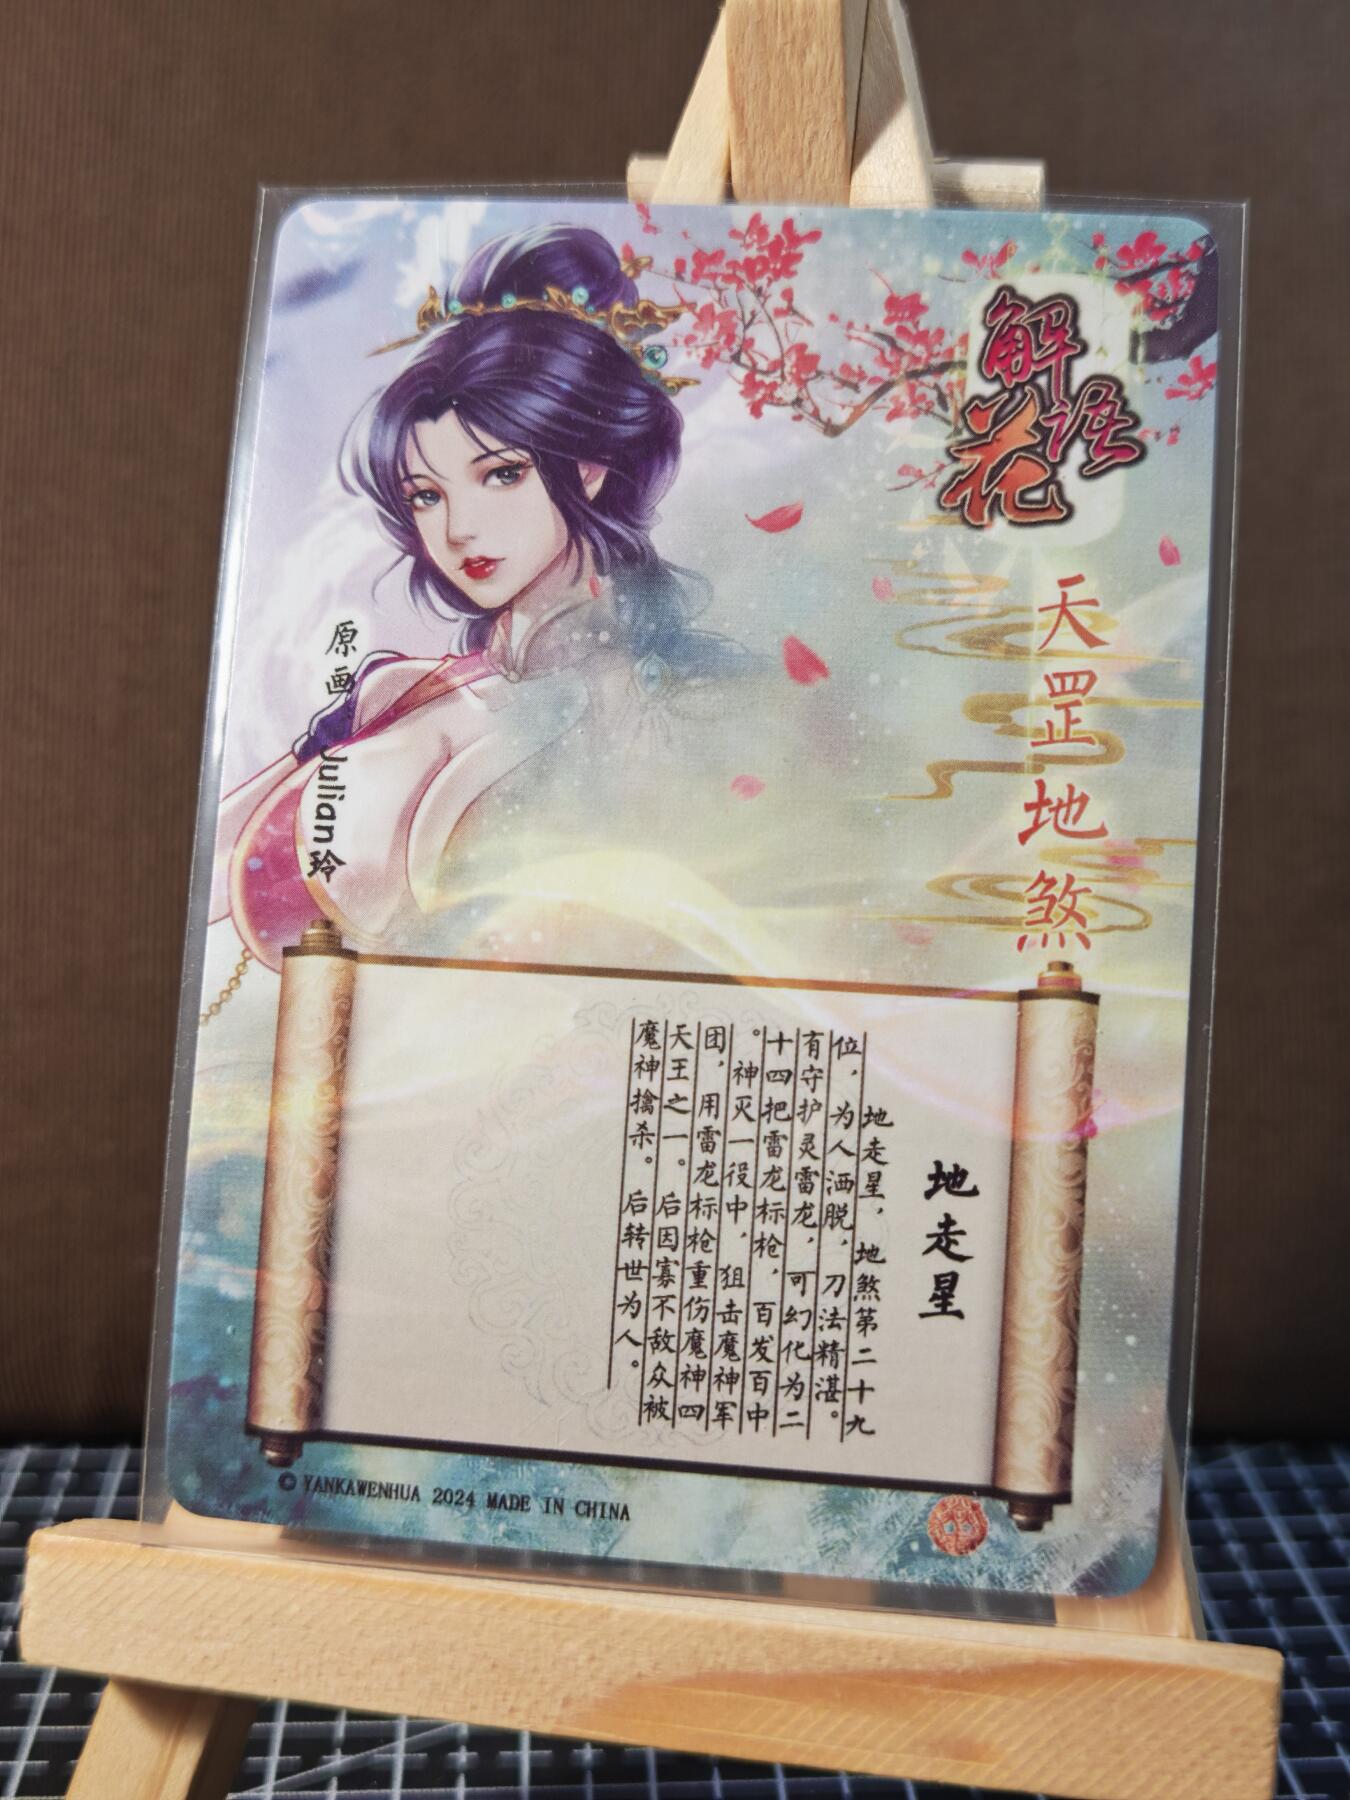 解语花
天罡地煞
原画 Julian玲
地走星
地走星，地煞第二十九
位，为人洒脱，刀法精湛。
有守护灵雷龙，可幻化为二
十四把雷龙标枪，百发百中
。神灭一役中，狙击魔神军
团，用雷龙标枪重伤魔神四
天王之一。后因寡不敌众被
魔神擒杀。后转世为人。
© YANKAWENHUA 2024 MADE IN CHINA